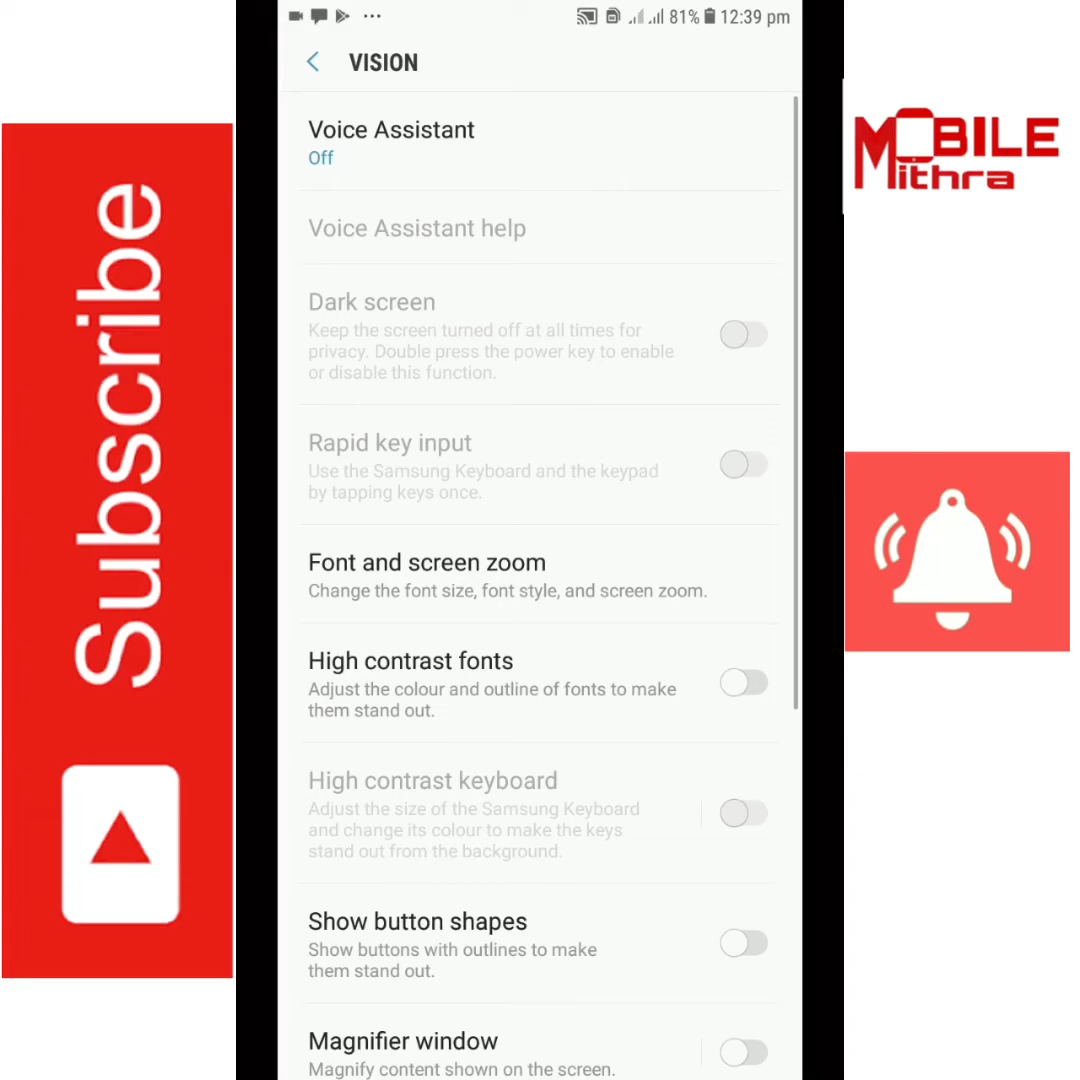 81% 12:39 pm
VISION
Voice Assistant
Off
Voice Assistant help
Dark screen
Keep the screen turned off at all times for
privacy. Double press the power key to enable
or disable this function.
Rapid key input
Use the Samsung Keyboard and the keypad
by tapping keys once.
Font and screen zoom
Change the font size, font style, and screen zoom.
High contrast fonts
Adjust the colour and outline of fonts to make
them stand out.
High contrast keyboard
Adjust the size of the Samsung Keyboard
and change its colour to make the keys
stand out from the background.
Show button shapes
Show buttons with outlines to make
them stand out.
Magnifier window
Magnify content shown on the screen.
Subscribe
MOBILE
Mithra